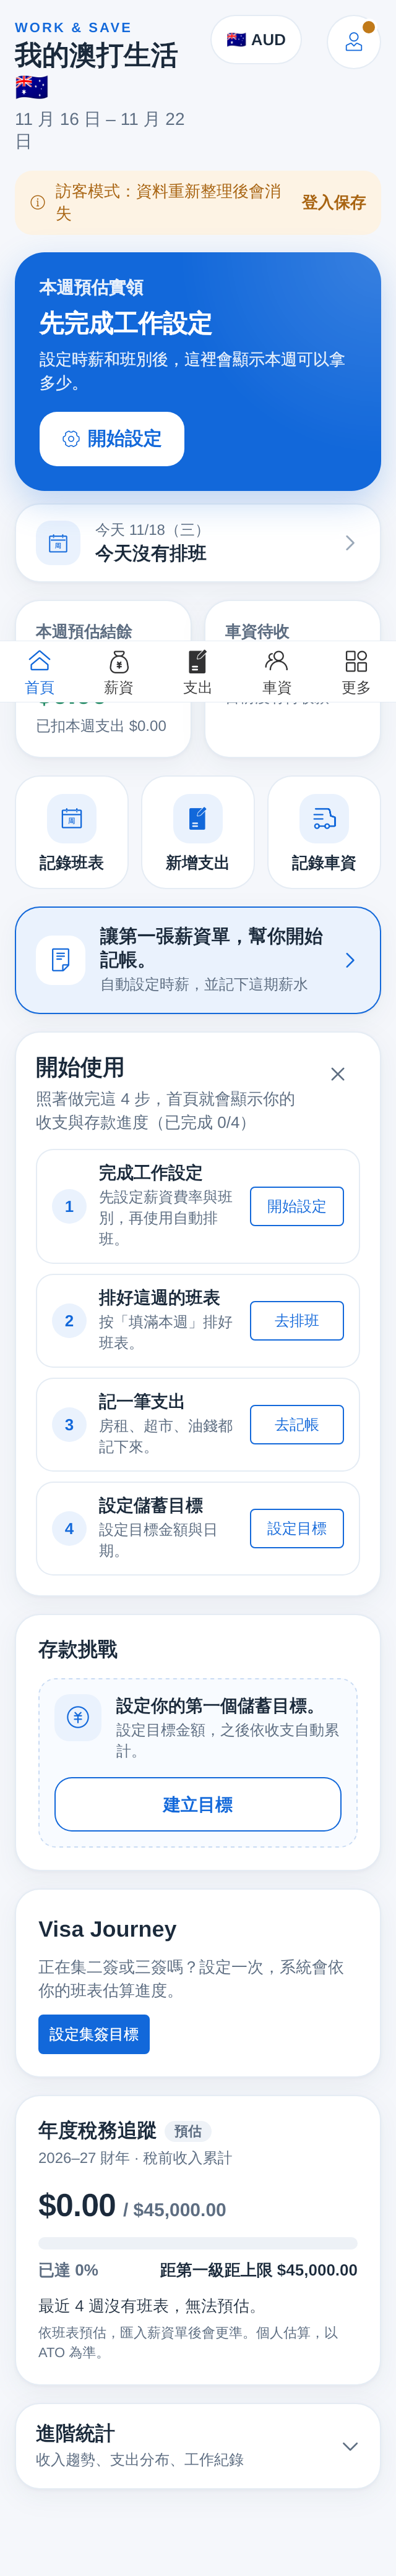 WORK & SAVE
我的澳打生活
🇦🇺
11 月 16 日 – 11 月 22
日
🇦🇺 AUD
訪客模式：資料重新整理後會消
失
登入保存
本週預估實領
先完成工作設定
設定時薪和班別後，這裡會顯示本週可以拿
多少。
開始設定
周
今天 11/18（三）
今天沒有排班
本週預估結餘
車資待收
首頁
薪資
支出
車資
更多
已扣本週支出 $0.00
周
記錄班表
新增支出
記錄車資
讓第一張薪資單，幫你開始
記帳。
自動設定時薪，並記下這期薪水
開始使用
照著做完這 4 步，首頁就會顯示你的
收支與存款進度（已完成 0/4）
1
完成工作設定
先設定薪資費率與班
別，再使用自動排
班。
開始設定
2
排好這週的班表
按「填滿本週」排好
班表。
去排班
3
記一筆支出
房租、超市、油錢都
記下來。
去記帳
4
設定儲蓄目標
設定目標金額與日
期。
設定目標
存款挑戰
設定你的第一個儲蓄目標。
設定目標金額，之後依收支自動累
計。
建立目標
Visa Journey
正在集二簽或三簽嗎？設定一次，系統會依
你的班表估算進度。
設定集簽目標
年度稅務追蹤 預估
2026–27 財年 · 稅前收入累計
$0.00 / $45,000.00
已達 0%
距第一級距上限 $45,000.00
最近 4 週沒有班表，無法預估。
依班表預估，匯入薪資單後會更準。個人估算，以
ATO 為準。
進階統計
收入趨勢、支出分布、工作紀錄